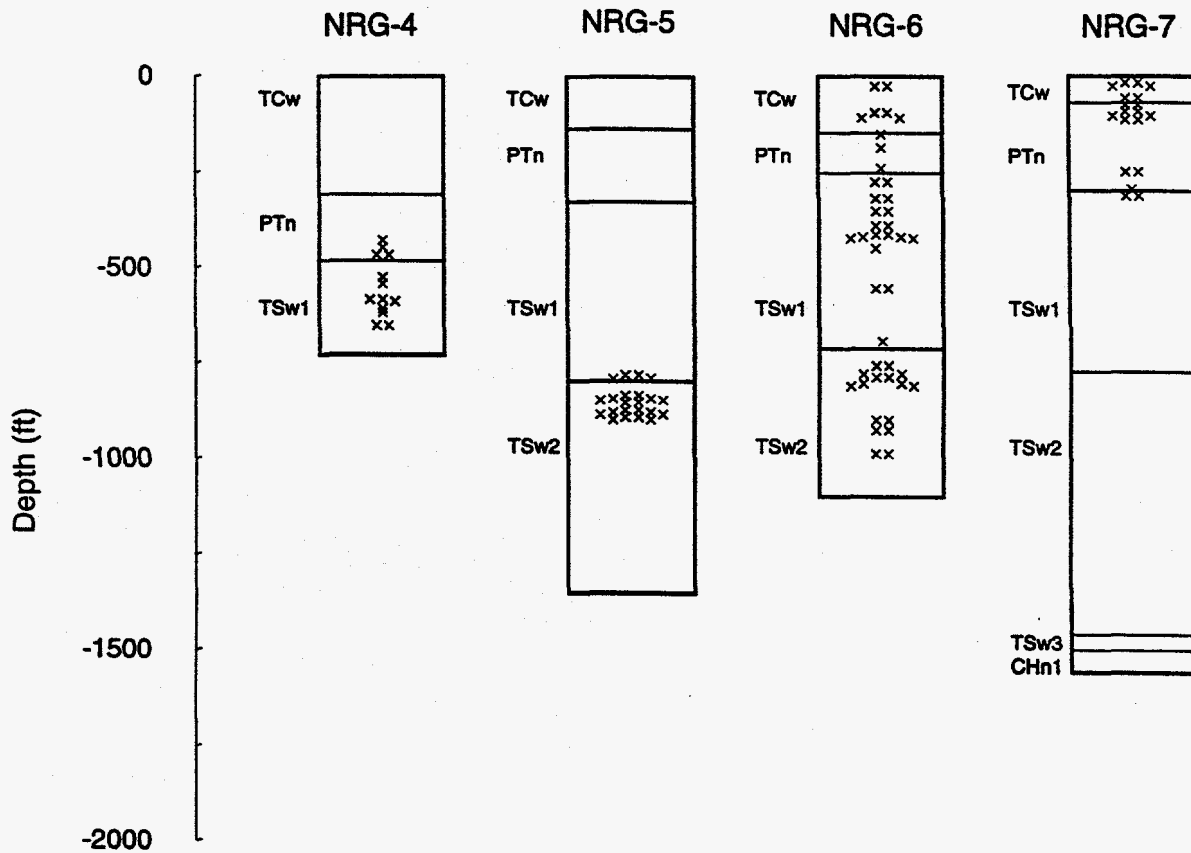 NRG-4 NRG-5 NRG-6 NRG-7
0
-500
-1000
-1500
-2000
Depth (ft)
TCw
PTn
TSw1
TCw
PTn
TSw1
TSw2
TCw
PTn
TSw1
TSw2
TCw
PTn
TSw1
TSw2
TSw3
CHn1